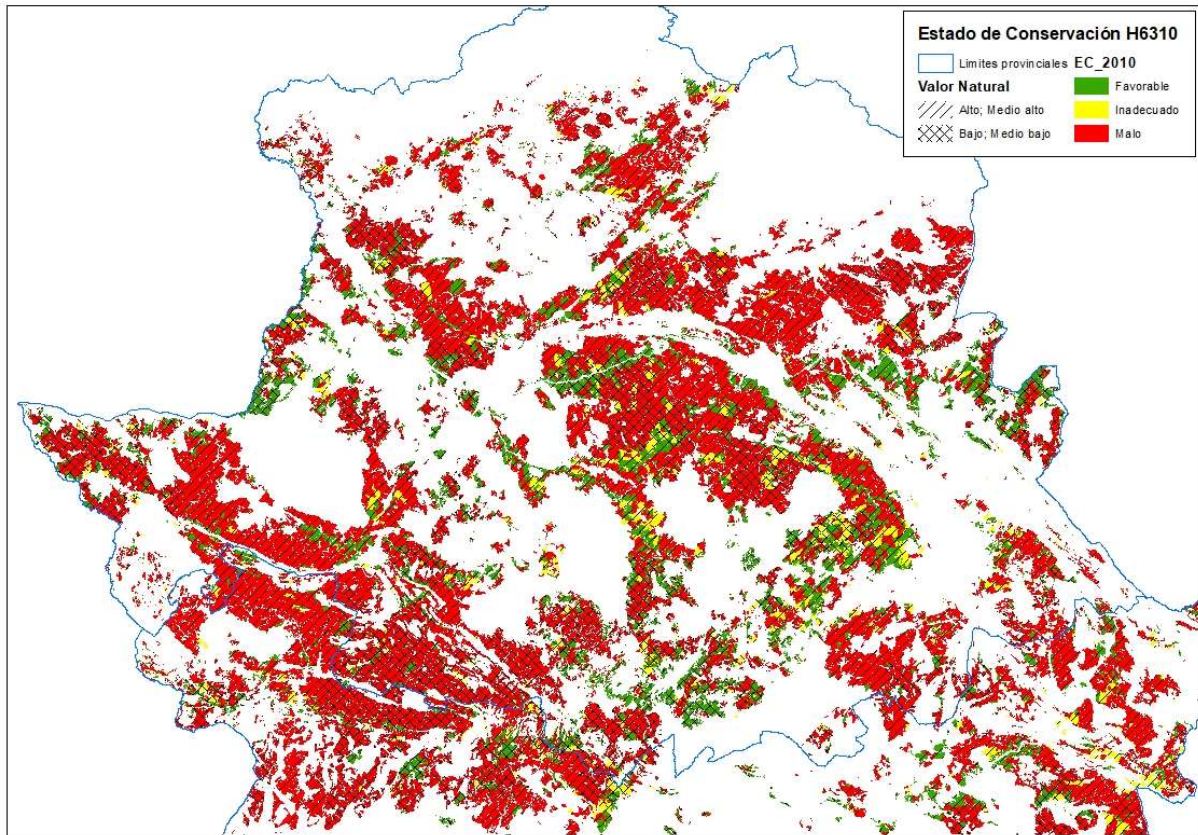 Estado de Conservación H6310
Limites provinciales EC_2010
Valor Natural Favorable
Alto; Medio alto Inadecuado
Bajo; Medio bajo Malo